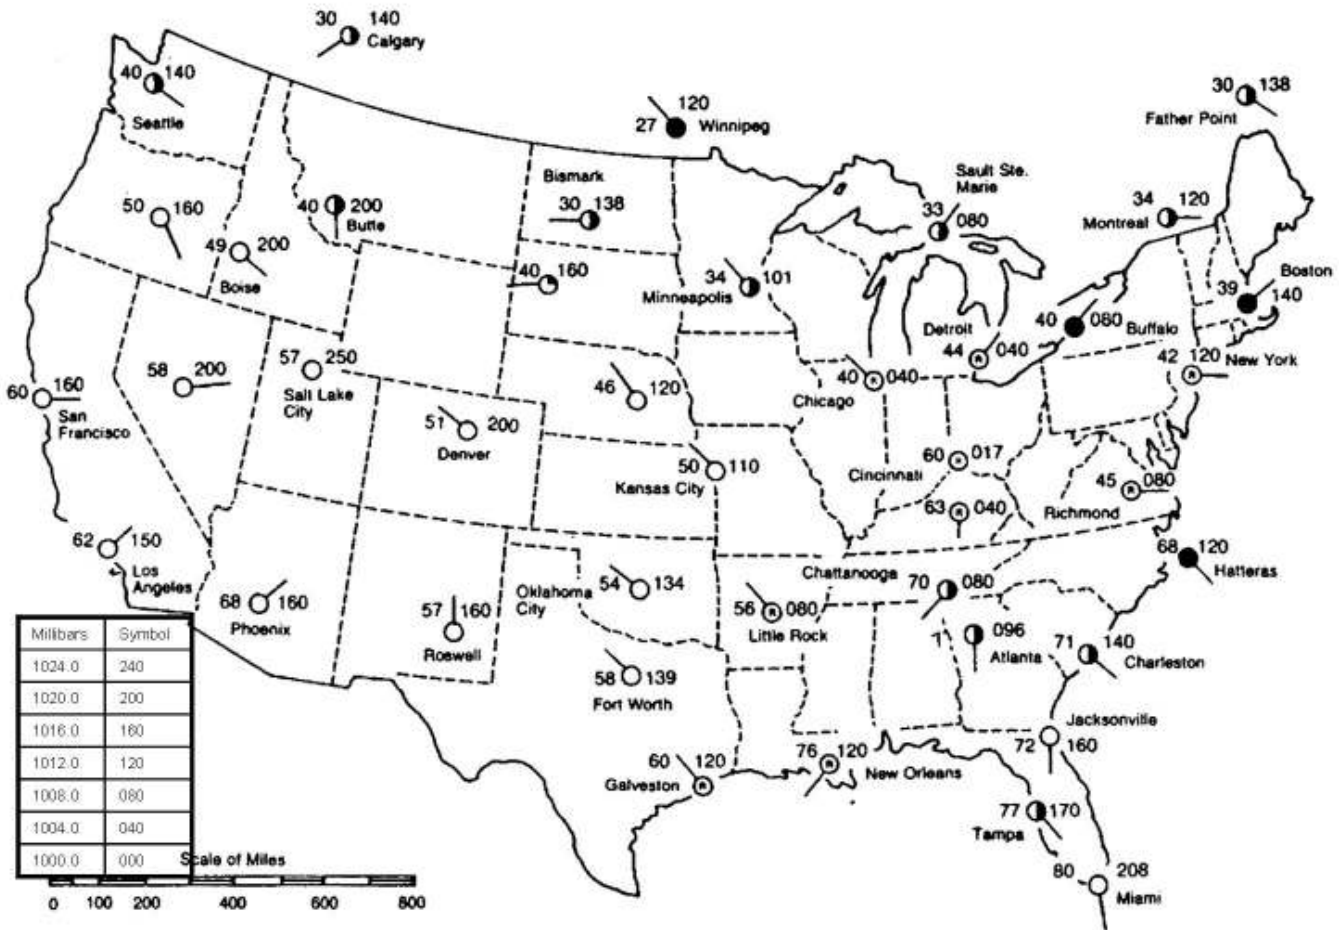 30 140
Calgary
40 140
Seattle
120
27 Winnipeg
30 138
Father Point
Bismark
30 138
Sault Ste.
Marie
33
080
34 120
Montreal
50 160
40 200
Butte
49 200
Boise
40 160
34 101
Minneapolis
Boston
39
140
40 080
Buffalo
Detroit
44 040
42 120
New York
58 200
57 250
Salt Lake
City
60 160
San
Francisco
46 120
40 040
Chicago
51 200
Denver
50 110
Kansas City
60 017
Cincinnati
45 080
Richmond
63 040
62 150
Los
Angeles
68 120
Hatteras
Chattanooga
70 080
68 160
Phoenix
57 160
Roswell
Oklahoma
City
54 134
56 080
Little Rock
096
Atlanta
71 140
Charleston
58 139
Fort Worth
Jacksonville
72 160
60 120
Galveston
76 120
New Orleans
77 170
Tampa
80 208
Miami
Millibars Symbol
1024.0 240
1020.0 200
1016.0 160
1012.0 120
1008.0 080
1004.0 040
1000.0 000
Scale of Miles
0 100 200 400 600 800